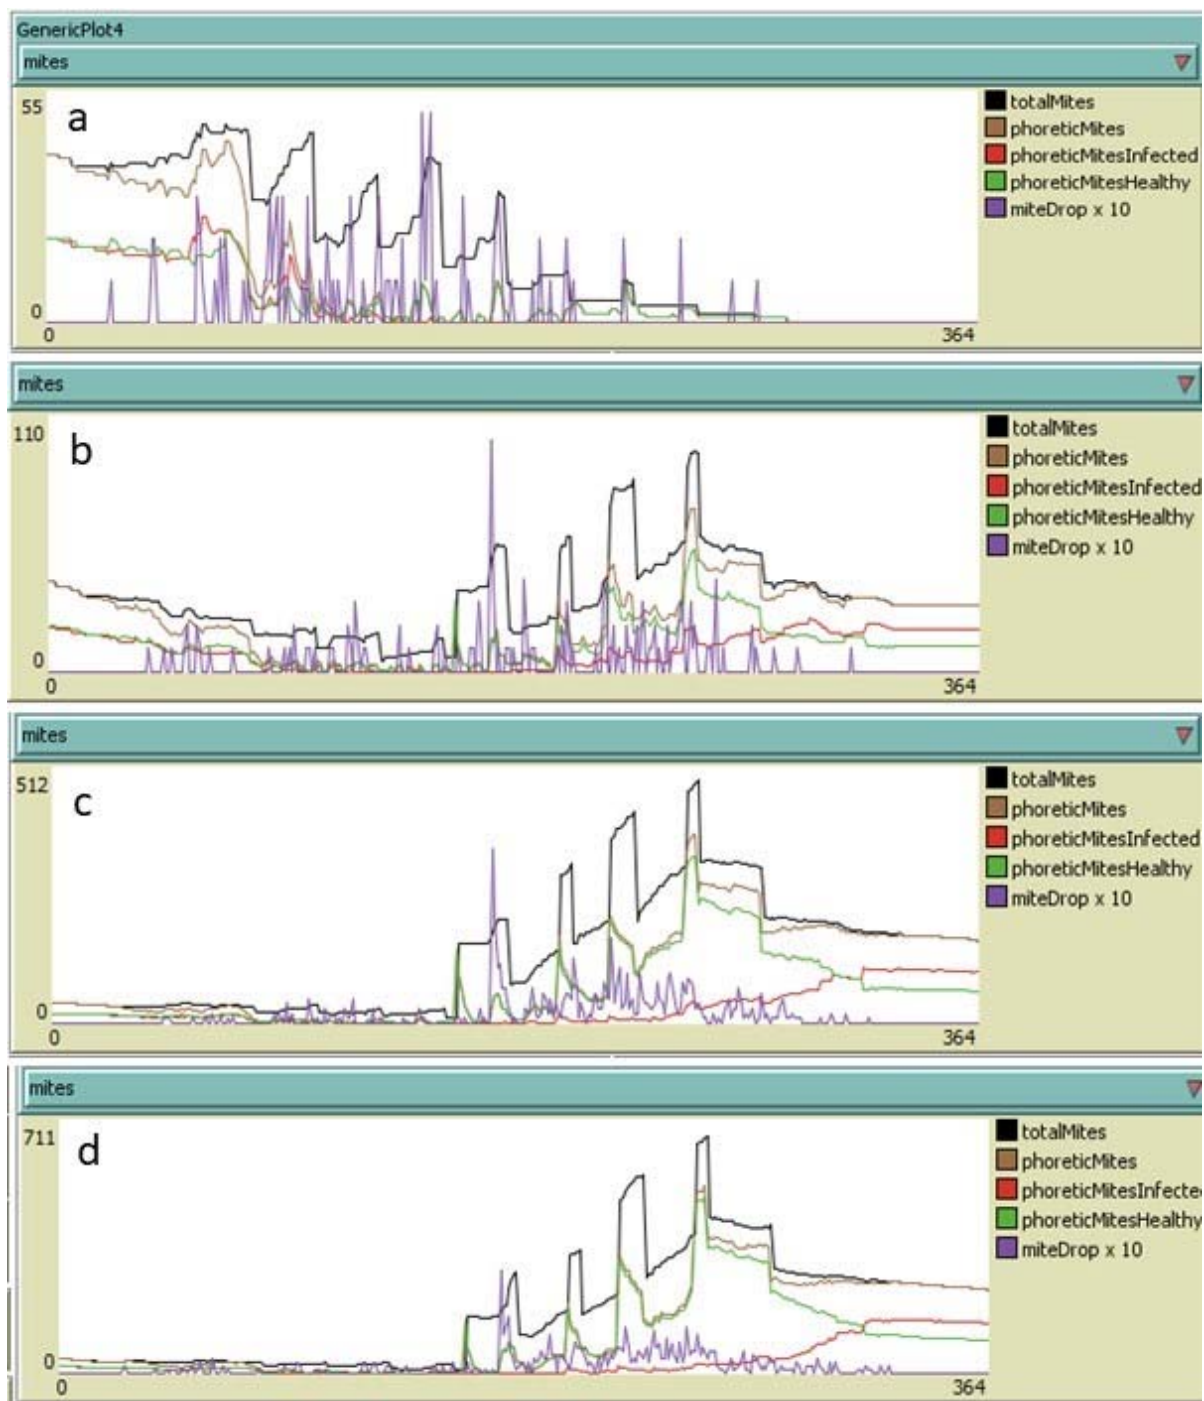 GenericPlot4
mites
55
a
totalMites
phoreticMites
phoreticMitesInfected
phoreticMitesHealthy
miteDrop x 10
0
0
364
mites
110
b
totalMites
phoreticMites
phoreticMitesInfected
phoreticMitesHealthy
miteDrop x 10
0
0
364
mites
512
c
totalMites
phoreticMites
phoreticMitesInfected
phoreticMitesHealthy
miteDrop x 10
0
0
364
mites
711
d
totalMites
phoreticMites
phoreticMitesInfecte
phoreticMitesHealthy
miteDrop x 10
0
0
364